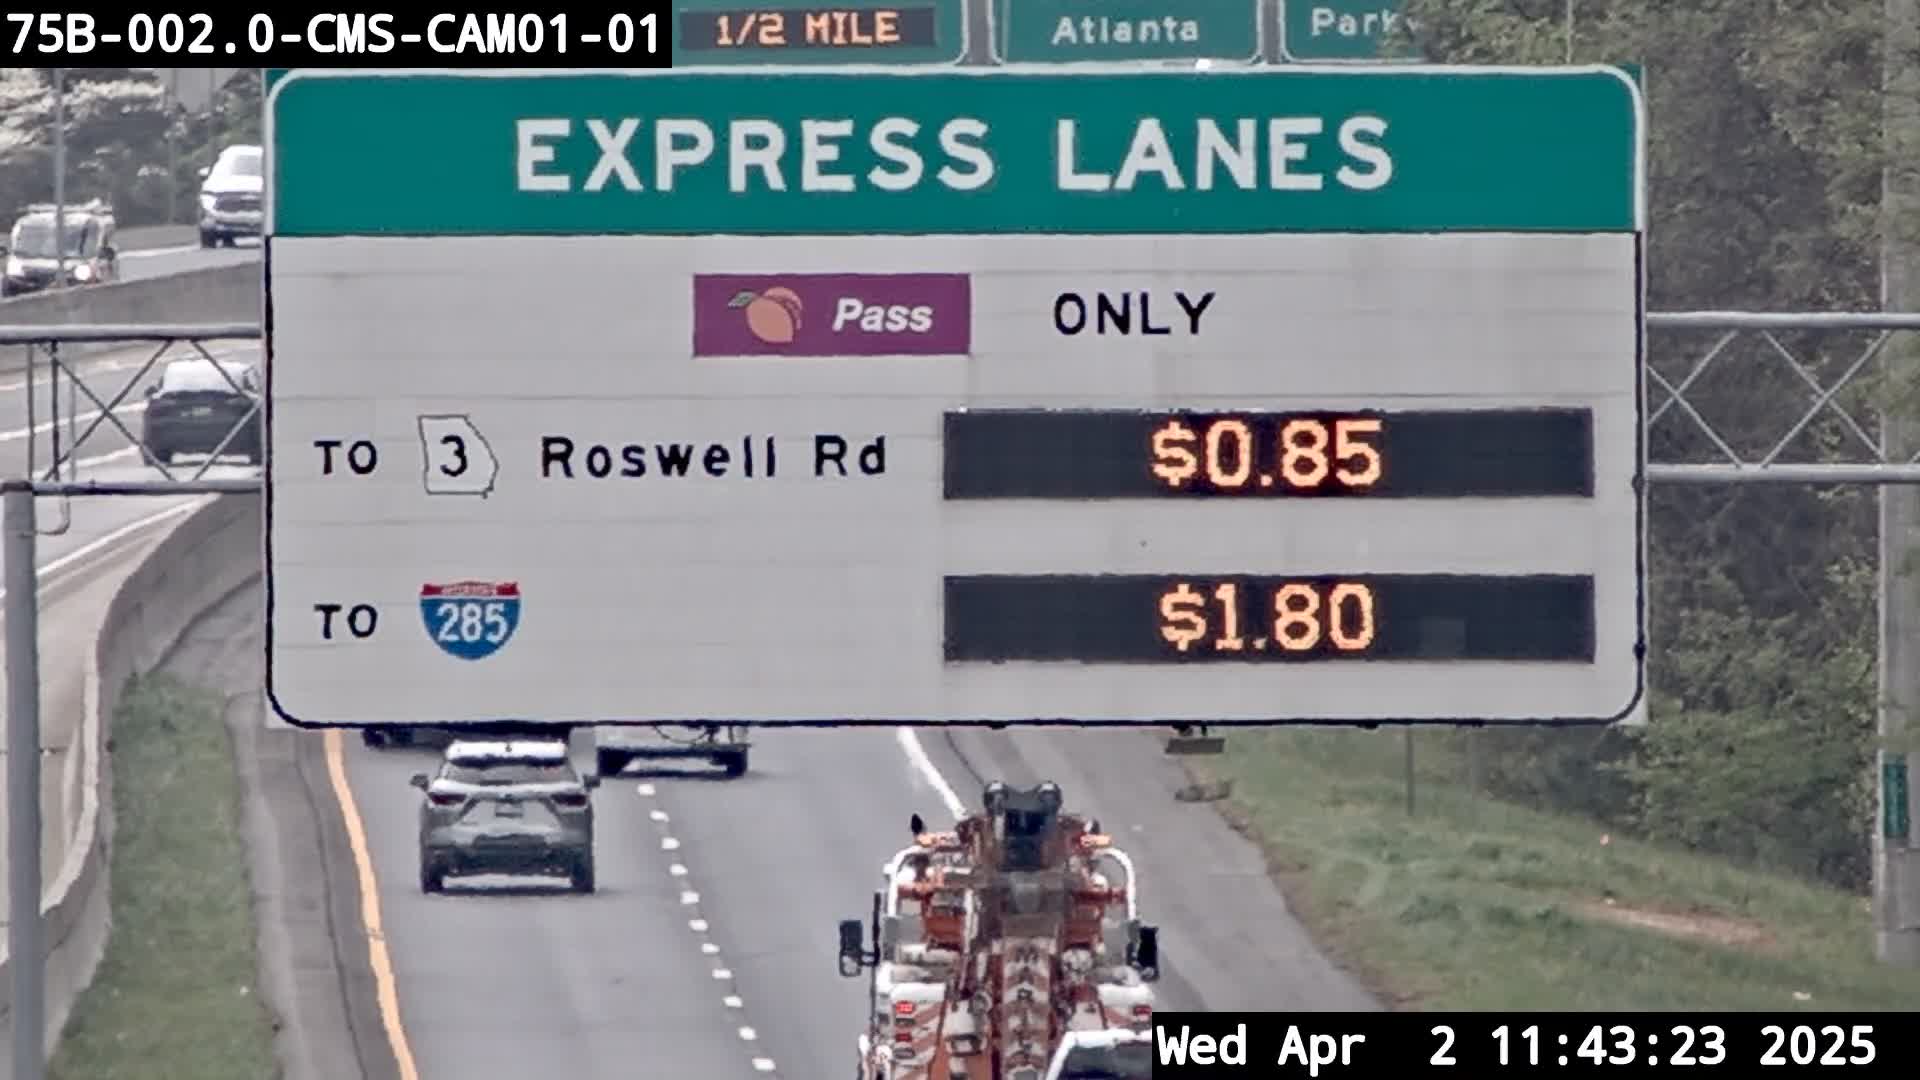 75B-002.0-CMS-CAM01-01
1/2 MILE
Atlanta
EXPRESS LANES
Pass ONLY
TO 3 Roswell Rd $0.85
TO 285 $1.80
Wed Apr 2 11:43:23 2025